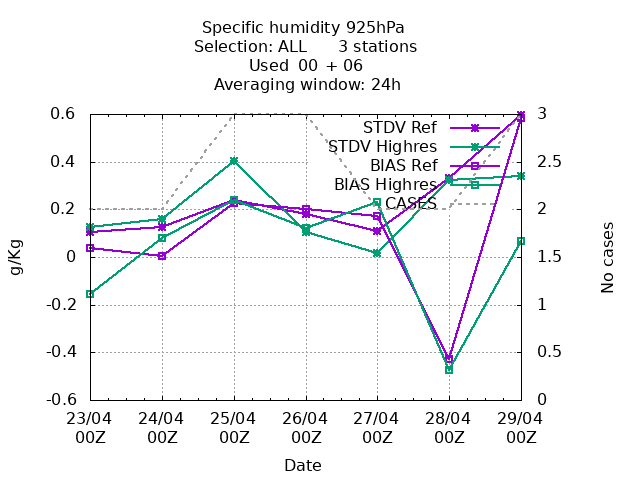 Specific humidity 925hPa
Selection: ALL 3 stations
Used 00 + 06
Averaging window: 24h
0.6
0.4
0.2
0
-0.2
-0.4
-0.6
g/Kg
STDV Ref
STDV Highres
BIAS Ref
BIAS Highres
CASES
3
2.5
2
1.5
1
0.5
0
No cases
23/04 24/04 25/04 26/04 27/04 28/04 29/04
00Z 00Z 00Z 00Z 00Z 00Z 00Z
Date